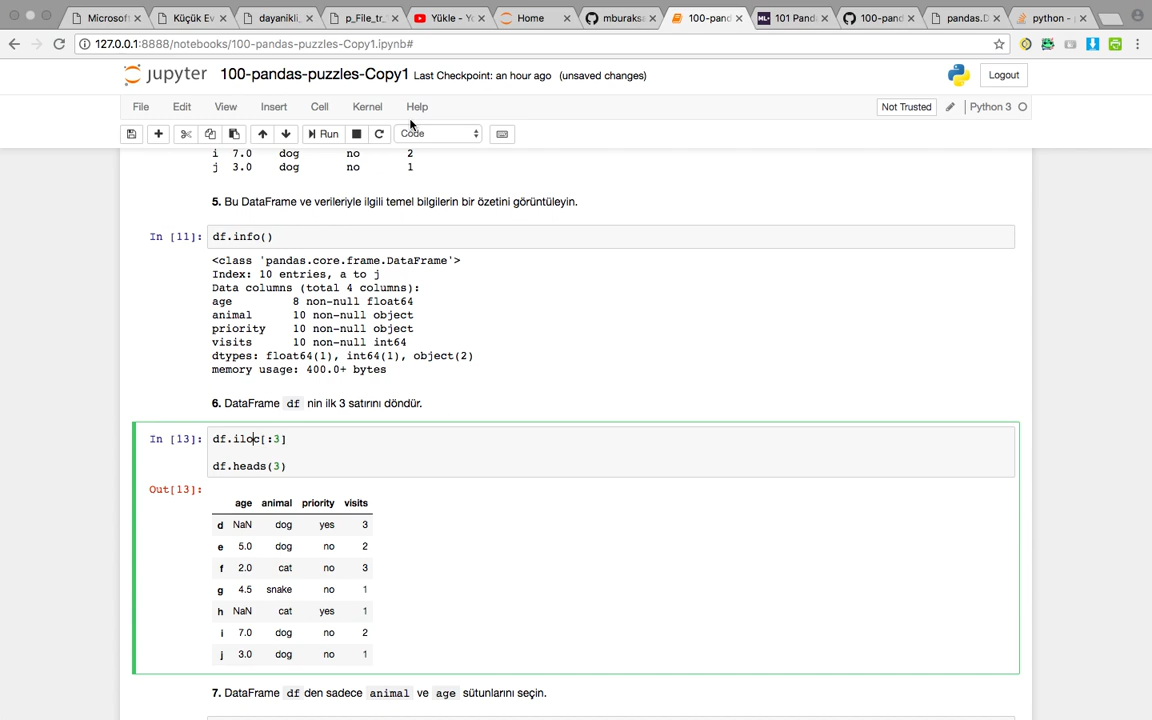 Microsoft
Küçük Ev
dayanikli_
p_File_tr_
Yükle - Yo
Home
mburaksa
100-pand
101 Panda
100-pand
pandas.D
python -
127.0.0.1:8888/notebooks/100-pandas-puzzles-Copy1.ipynb#
jupyter 100-pandas-puzzles-Copy1 Last Checkpoint: an hour ago (unsaved changes)
Logout
File Edit View Insert Cell Kernel Help
Not Trusted
Python 3
Run
Code
i 7.0 dog no 2
j 3.0 dog no 1
5. Bu DataFrame ve verileriyle ilgili temel bilgilerin bir özetini görüntüleyin.
In [11]: df.info()
<class 'pandas.core.frame.DataFrame'>
Index: 10 entries, a to j
Data columns (total 4 columns):
age 8 non-null float64
animal 10 non-null object
priority 10 non-null object
visits 10 non-null int64
dtypes: float64(1), int64(1), object(2)
memory usage: 400.0+ bytes
6. DataFrame df nin ilk 3 satırını döndür.
In [13]: df.iloc[:3]
df.heads(3)
Out[13]:
age animal priority visits
d NaN dog yes 3
e 5.0 dog no 2
f 2.0 cat no 3
g 4.5 snake no 1
h NaN cat yes 1
i 7.0 dog no 2
j 3.0 dog no 1
7. DataFrame df den sadece animal ve age sütunlarını seçin.